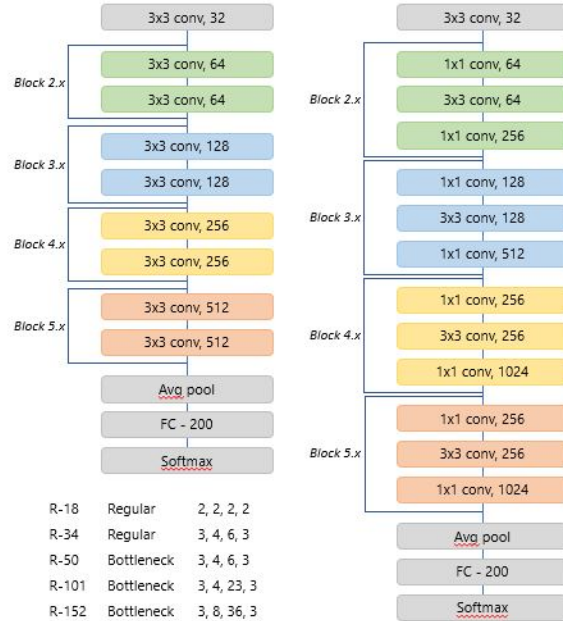 3x3 conv, 32
Block 2.x
3x3 conv, 64
3x3 conv, 64
Block 3.x
3x3 conv, 128
3x3 conv, 128
Block 4.x
3x3 conv, 256
3x3 conv, 256
Block 5.x
3x3 conv, 512
3x3 conv, 512
Avg pool
FC - 200
Softmax
R-18 Regular 2, 2, 2, 2
R-34 Regular 3, 4, 6, 3
R-50 Bottleneck 3, 4, 6, 3
R-101 Bottleneck 3, 4, 23, 3
R-152 Bottleneck 3, 8, 36, 3
3x3 conv, 32
Block 2.x
1x1 conv, 64
3x3 conv, 64
1x1 conv, 256
Block 3.x
1x1 conv, 128
3x3 conv, 128
1x1 conv, 512
Block 4.x
1x1 conv, 256
3x3 conv, 256
1x1 conv, 1024
Block 5.x
1x1 conv, 256
3x3 conv, 256
1x1 conv, 1024
Avg pool
FC - 200
Softmax